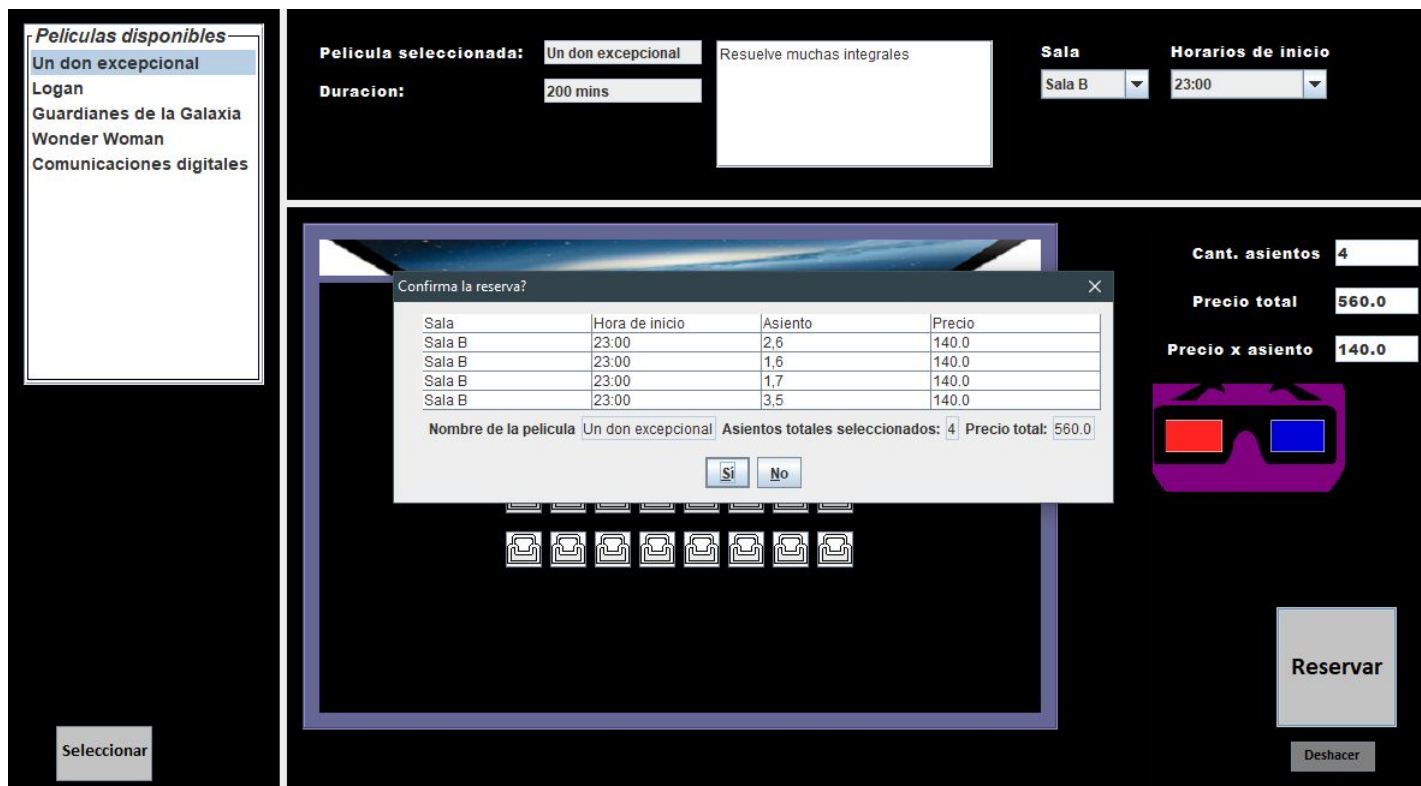 Peliculas disponibles
Un don excepcional
Logan
Guardianes de la Galaxia
Wonder Woman
Comunicaciones digitales
Seleccionar
Pelicula seleccionada: Un don excepcional
Duracion: 200 mins
Resuelve muchas integrales
Sala Horarios de inicio
Sala B 23:00
Cant. asientos 4
Precio total 560.0
Precio x asiento 140.0
Confirma la reserva?
Sala Hora de inicio Asiento Precio
Sala B 23:00 2,6 140.0
Sala B 23:00 1,6 140.0
Sala B 23:00 1,7 140.0
Sala B 23:00 3,5 140.0
Nombre de la pelicula Un don excepcional Asientos totales seleccionados: 4 Precio total: 560.0
Sí No
Reservar
Deshacer